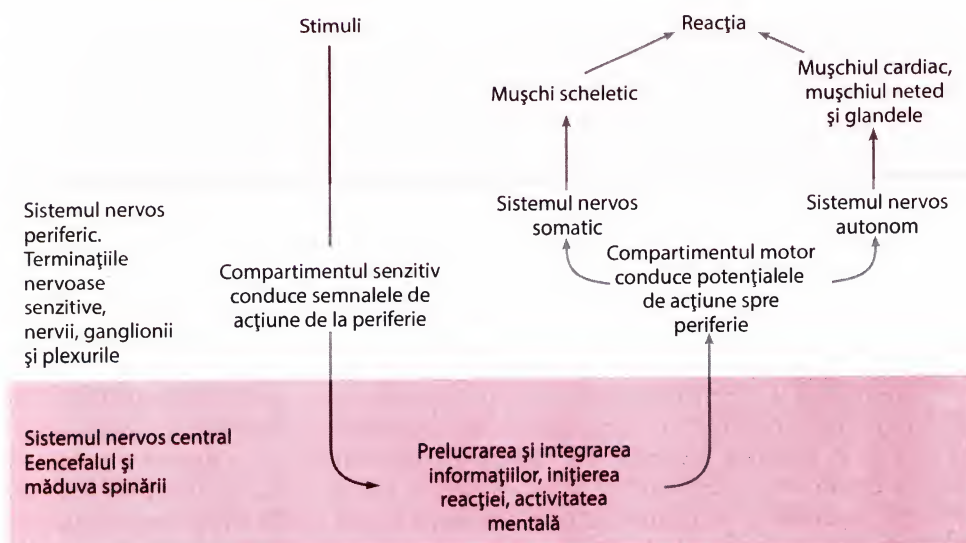 Stimuli
Reacţia
Muşchi scheletic
Muşchiul cardiac,
muşchiul neted
şi glandele
Sistemul nervos
somatic
Sistemul nervos
autonom
Sistemul nervos
periferic.
Terminaţiile
nervoase
senzitive,
nervii, ganglionii
şi plexurile
Compartimentul senzitiv
conduce semnalele de
acţiune de la periferie
Compartimentul motor
conduce potenţialele
de acţiune spre
periferie
Sistemul nervos central
Eencefalul şi
măduva spinării
Prelucrarea şi integrarea
informaţiilor, iniţierea
reacţiei, activitatea
mentală